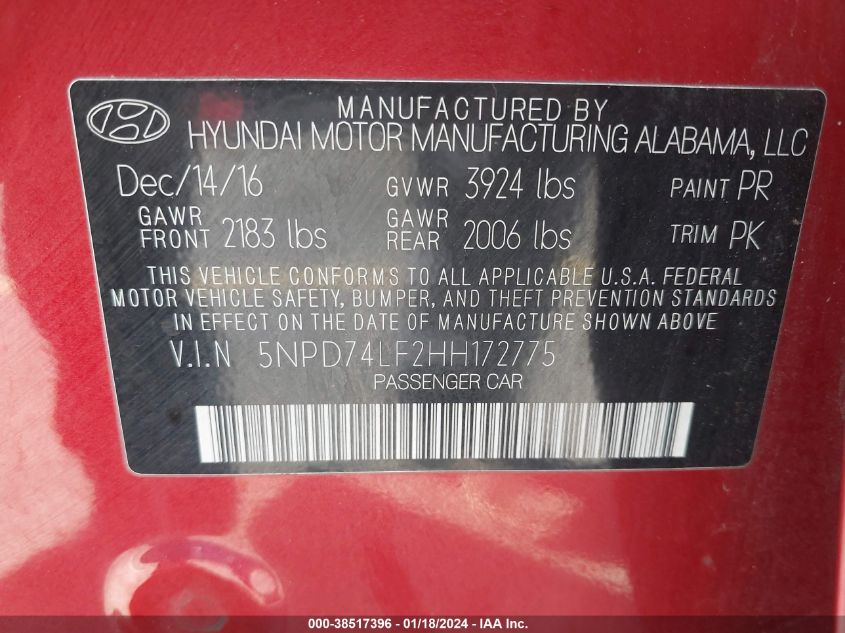 MANUFACTURED BY
HYUNDAI MOTOR MANUFACTURING ALABAMA, LLC
Dec/14/16 GVWR 3924 lbs PAINT PR
GAWR FRONT 2183 lbs GAWR REAR 2006 lbs TRIM PK
THIS VEHICLE CONFORMS TO ALL APPLICABLE U.S.A. FEDERAL
MOTOR VEHICLE SAFETY, BUMPER, AND THEFT PREVENTION STANDARDS
IN EFFECT ON THE DATE OF MANUFACTURE SHOWN ABOVE
V.I.N 5NPD74LF2HH172775
PASSENGER CAR
000-38517396 - 01/18/2024 - IAA, Inc.